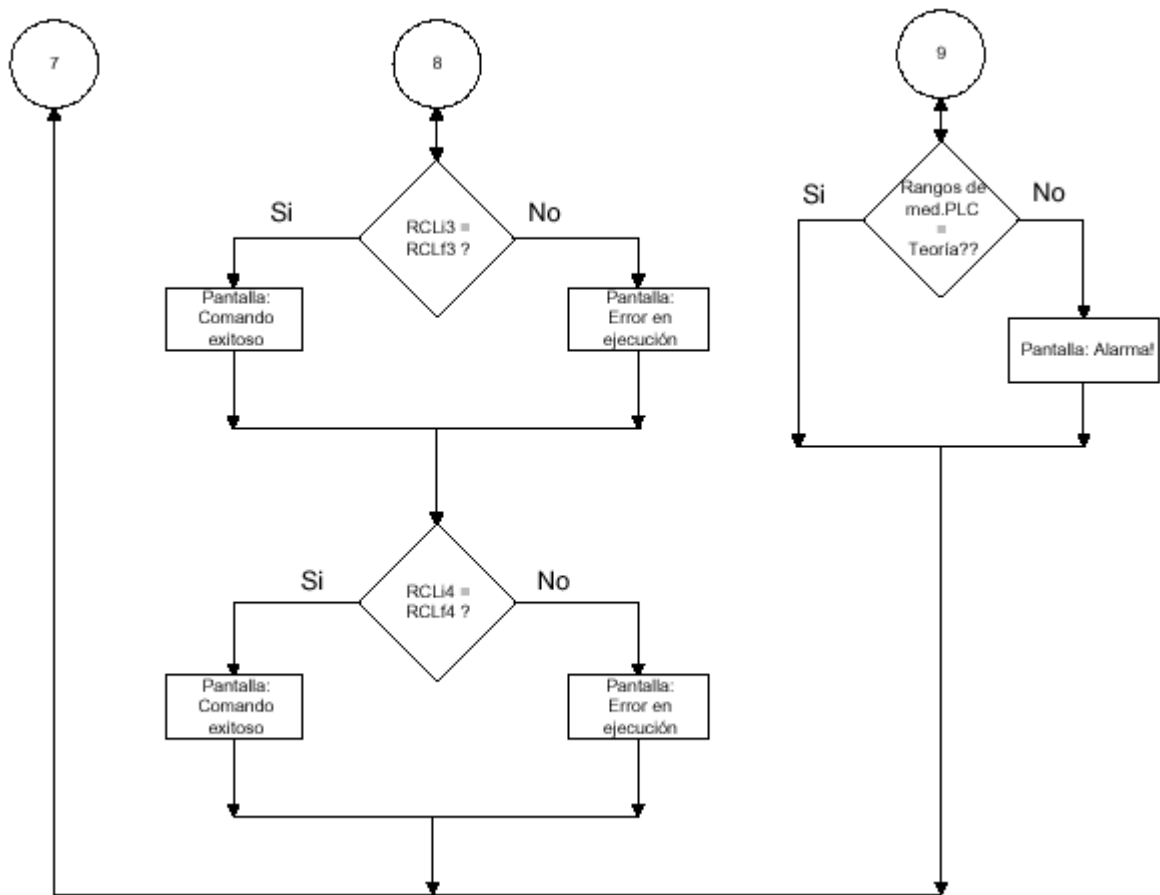 7
8
9
Si
No
RCLi3 =
RCLf3 ?
Pantalla:
Comando
exitoso
Pantalla:
Error en
ejecución
Si
No
RCLi4 =
RCLf4 ?
Pantalla:
Comando
exitoso
Pantalla:
Error en
ejecución
Si
No
Rangos de
med.PLC
=
Teoría??
Pantalla: Alarma!